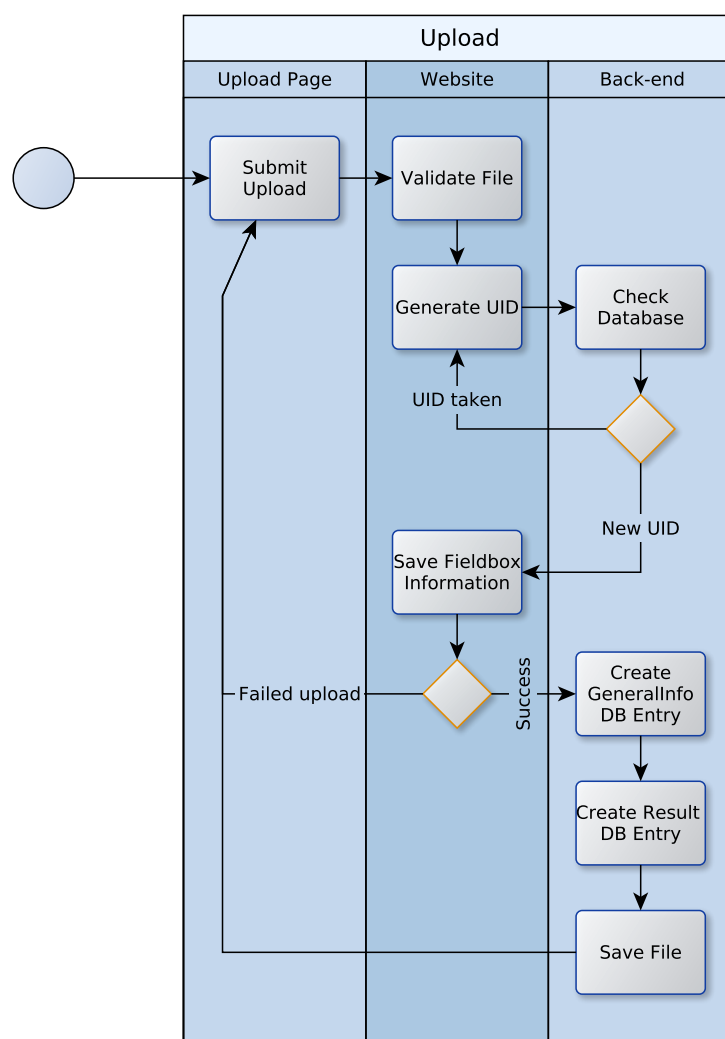 Upload
Upload Page
Website
Back-end
Submit
Upload
Validate File
Generate UID
Check
Database
UID taken
New UID
Save Fieldbox
Information
Failed upload
Success
Create
GeneralInfo
DB Entry
Create Result
DB Entry
Save File